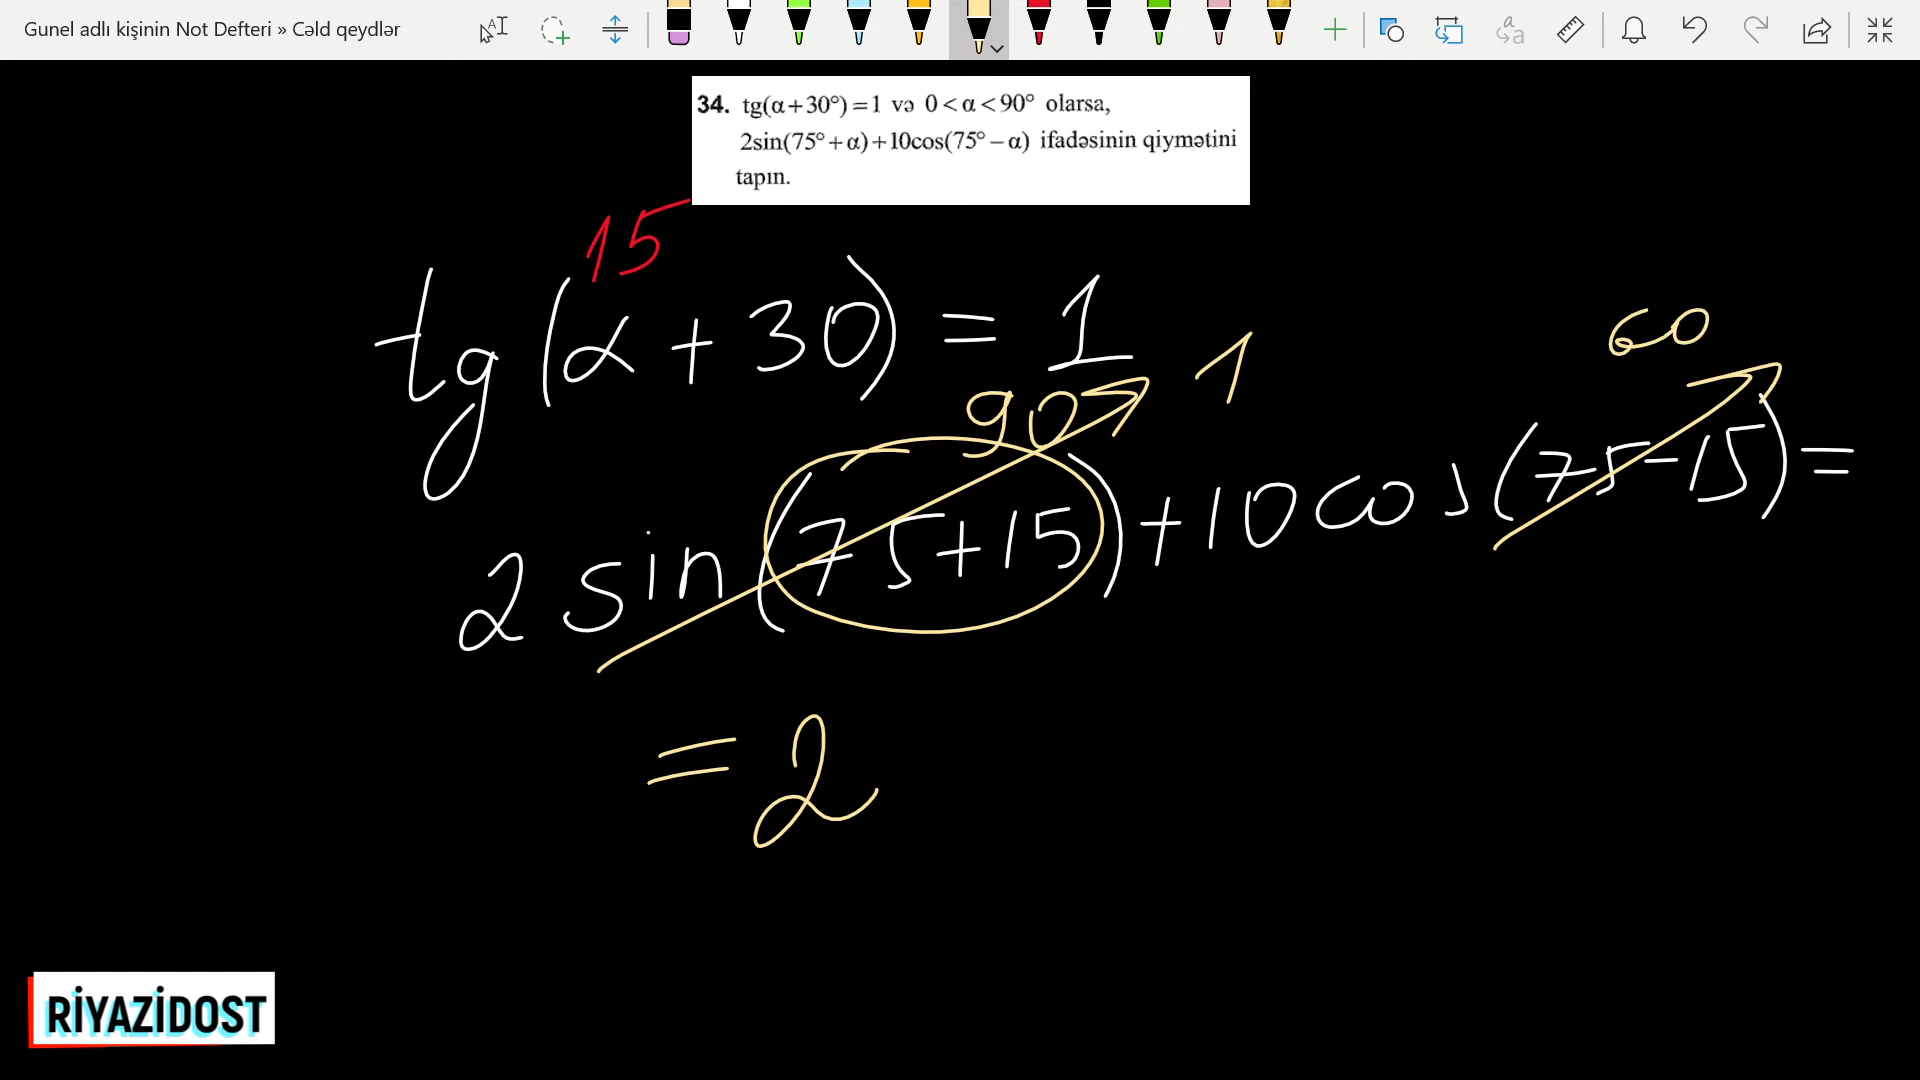 Gunel adlı kişinin Not Defteri » Cəld qeydlər
34. tg(α+30°)=1 və 0<α<90° olarsa,
2sin(75°+α)+10cos(75°−α) ifadəsinin qiymətini
tapın.
15
tg(α+30)=1
90 1 60
2sin(75+15)+10cos(75-15)=
=2
RİYAZİDOST